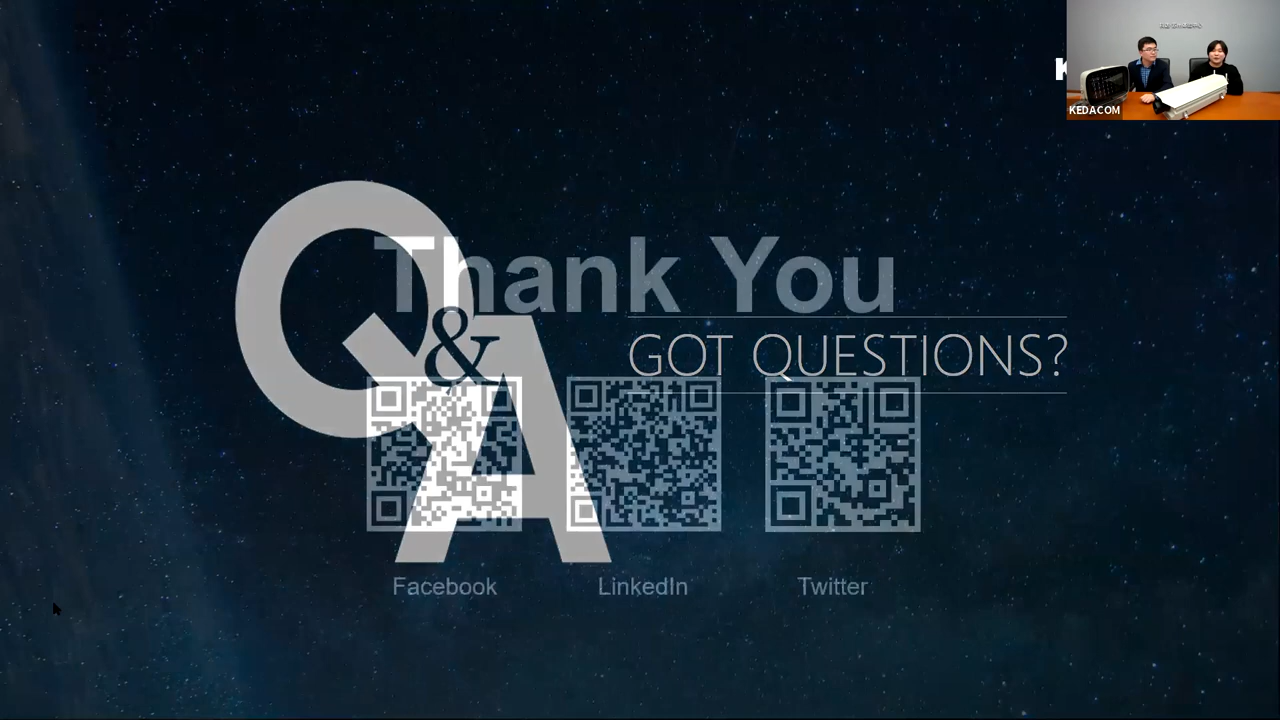 K
KEDACOM
Q
Thank You
&
GOT QUESTIONS?
A
Facebook
LinkedIn
Twitter